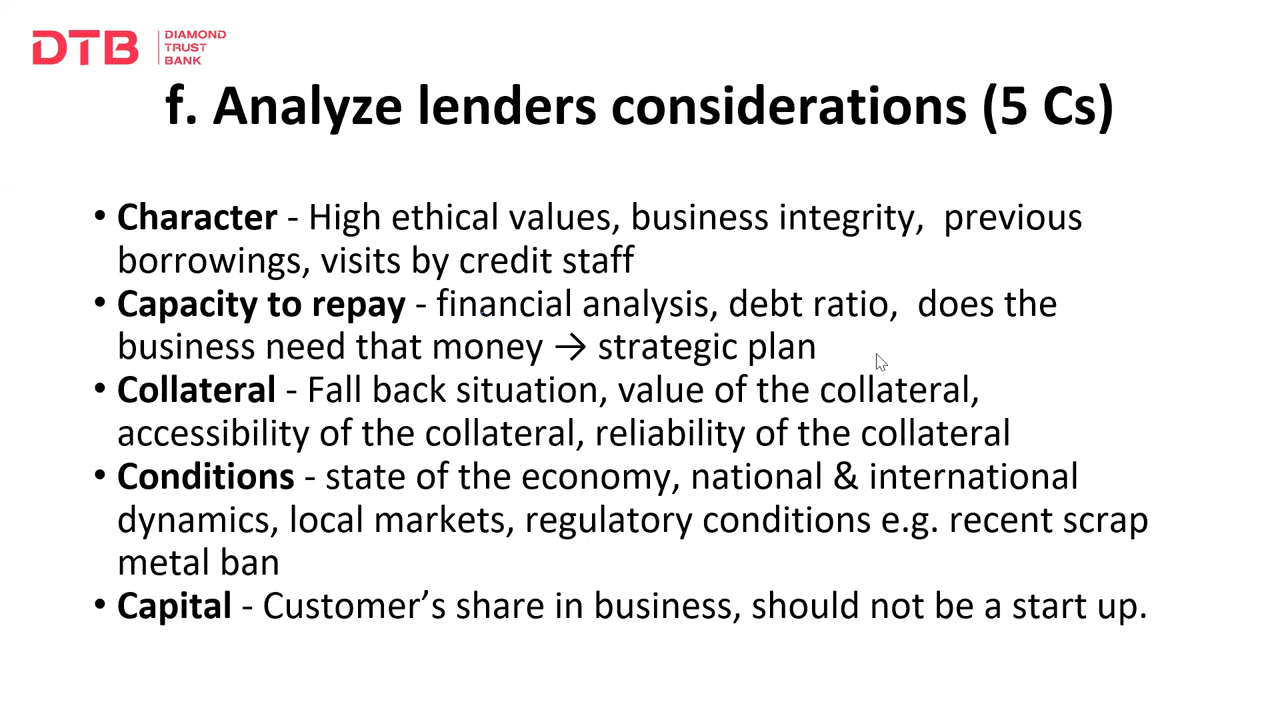 DTB
DIAMOND
TRUST
BANK
f. Analyze lenders considerations (5 Cs)
• Character - High ethical values, business integrity,  previous
borrowings, visits by credit staff
• Capacity to repay - financial analysis, debt ratio,  does the
business need that money → strategic plan
• Collateral - Fall back situation, value of the collateral,
accessibility of the collateral, reliability of the collateral
• Conditions - state of the economy, national & international
dynamics, local markets, regulatory conditions e.g. recent scrap
metal ban
• Capital - Customer’s share in business, should not be a start up.